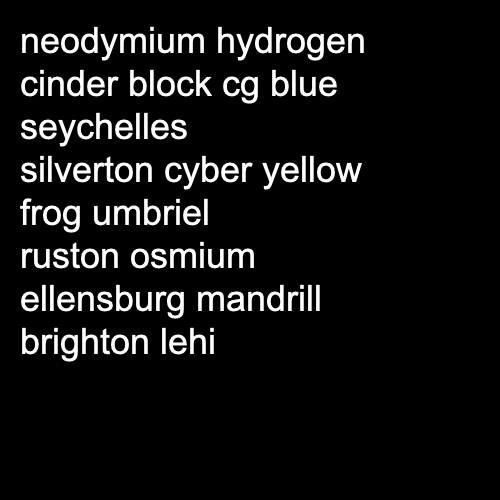 neodymium hydrogen
cinder block cg blue
seychelles
silverton cyber yellow
frog umbriel
ruston osmium
ellensburg mandrill
brighton lehi